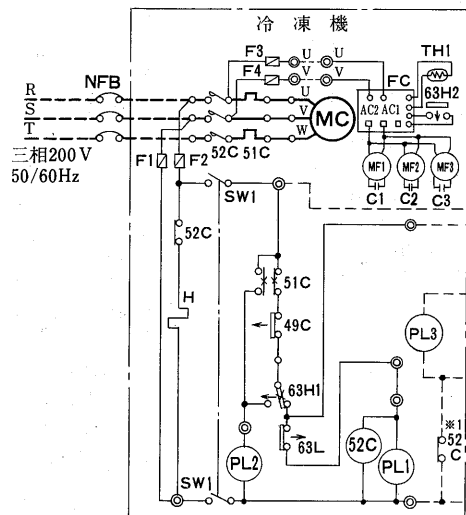 冷凍機
F3 U U
F4 V V
TH1
63H2
NFB
FC
AC2 AC1
R
S
T
U
V
W
MC
三相200V
50/60Hz
F1 F2
52C 51C
MF1 MF2 MF3
C1 C2 C3
SW1
52C
51C
H
49C
PL3
63H1
63L
※1
52
C
PL2
52C
PL1
SW1